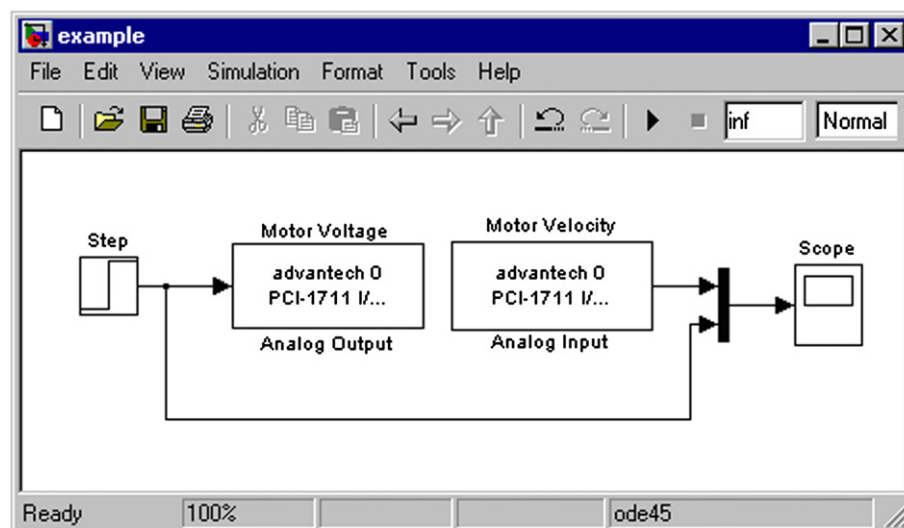 example
File Edit View Simulation Format Tools Help
inf Normal
Step
Motor Voltage
advantech 0
PCI-1711 I/...
Analog Output
Motor Velocity
advantech 0
PCI-1711 I/...
Analog Input
Scope
Ready 100% ode45